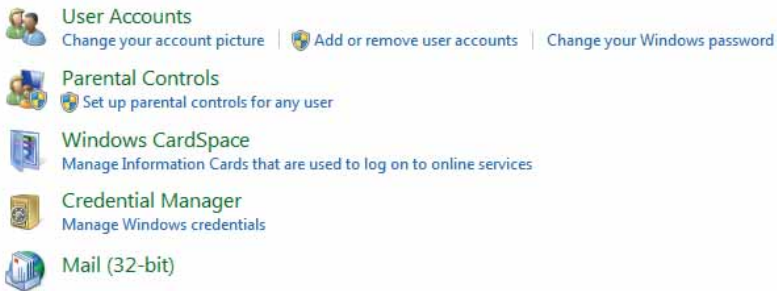 User Accounts
Change your account picture | Add or remove user accounts | Change your Windows password
Parental Controls
Set up parental controls for any user
Windows CardSpace
Manage Information Cards that are used to log on to online services
Credential Manager
Manage Windows credentials
Mail (32-bit)